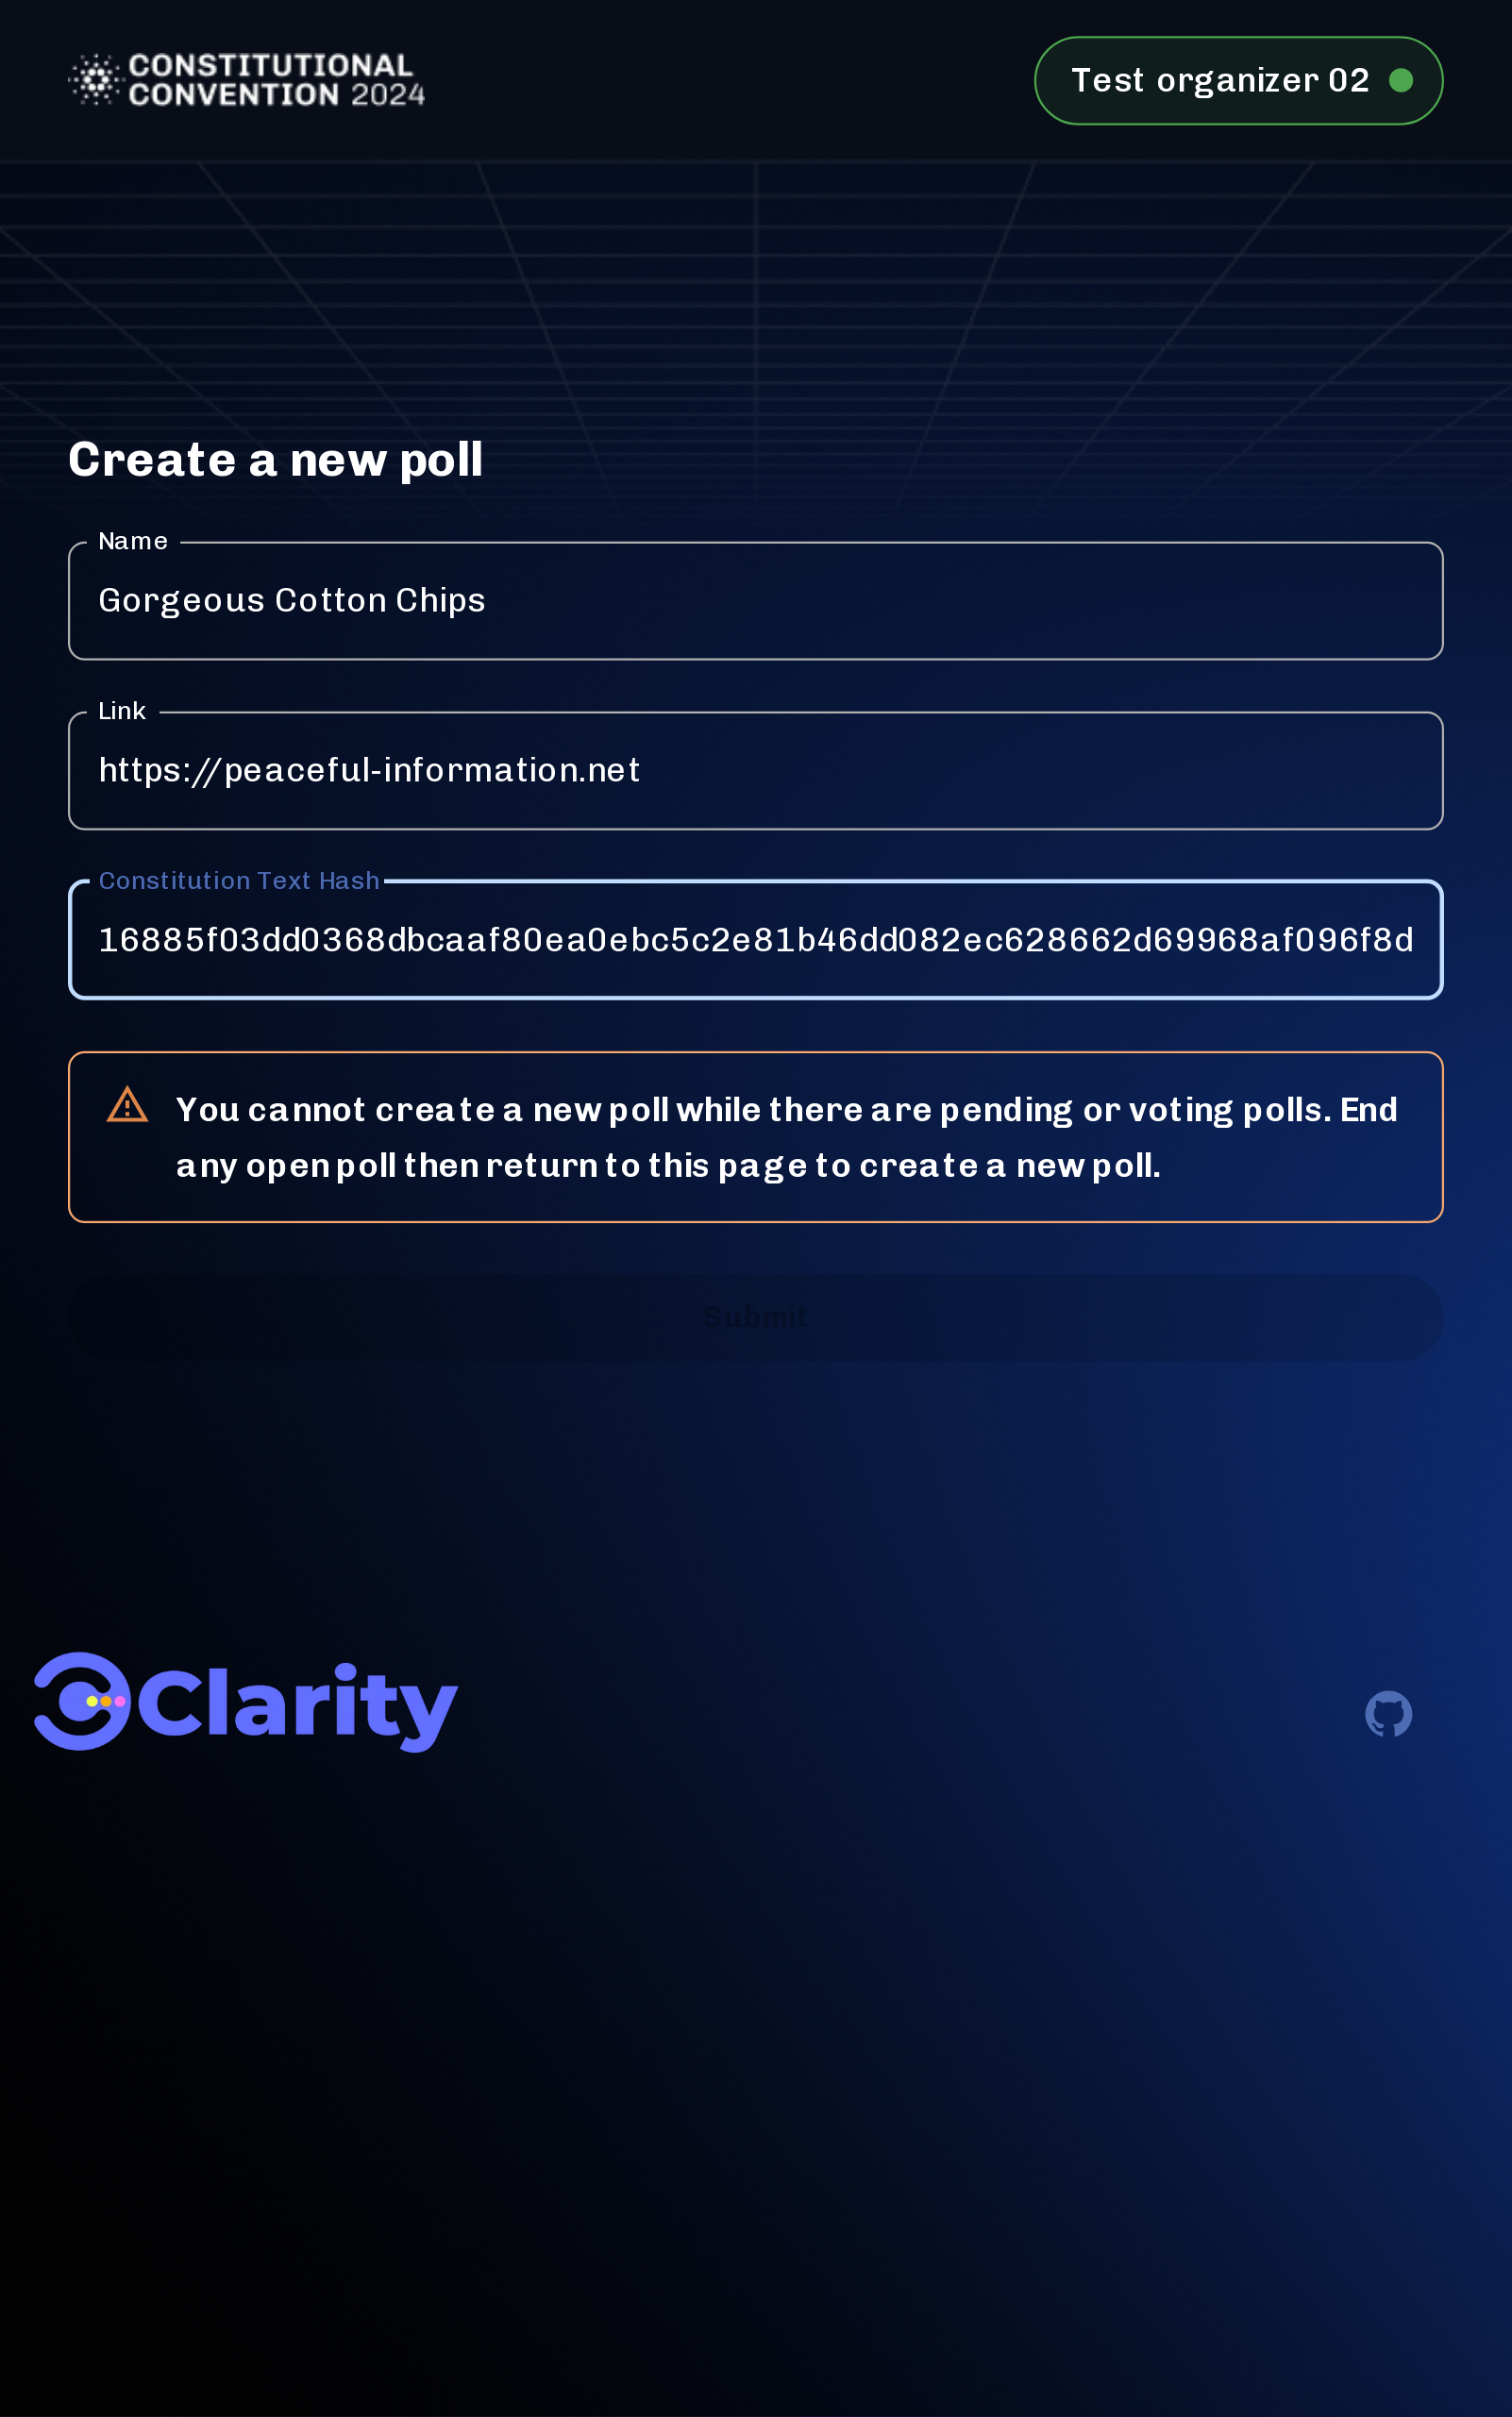 CONSTITUTIONAL
CONVENTION 2024
Test organizer 02
Create a new poll
Name
Gorgeous Cotton Chips
Link
https://peaceful-information.net
Constitution Text Hash
16885f03dd0368dbcaaf80ea0ebc5c2e81b46dd082ec628662d69968af096f8d
You cannot create a new poll while there are pending or voting polls. End
any open poll then return to this page to create a new poll.
Submit
Clarity